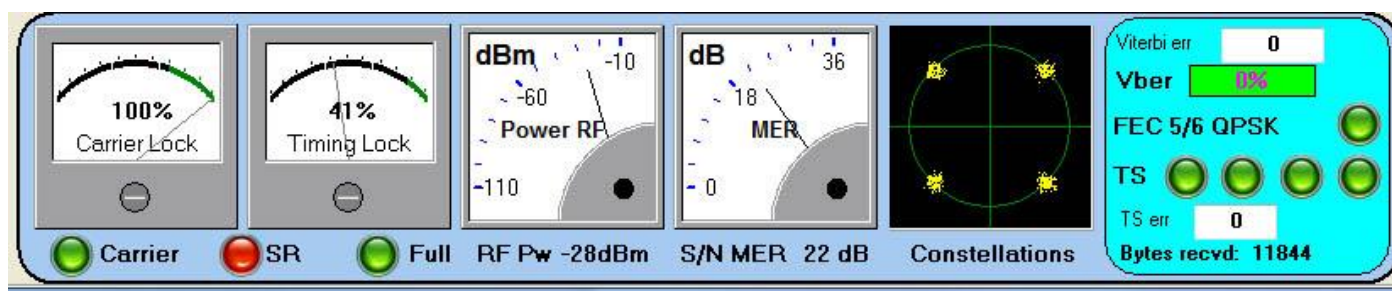 100%
Carrier Lock
41%
Timing Lock
dBm
-10
-60
Power RF
-110
dB
36
18
MER
0
Viterbi err 0
Vber 0%
FEC 5/6 QPSK
TS
TS err 0
Bytes recvd: 11844
Carrier SR Full RF Pw -28dBm S/N MER 22 dB Constellations